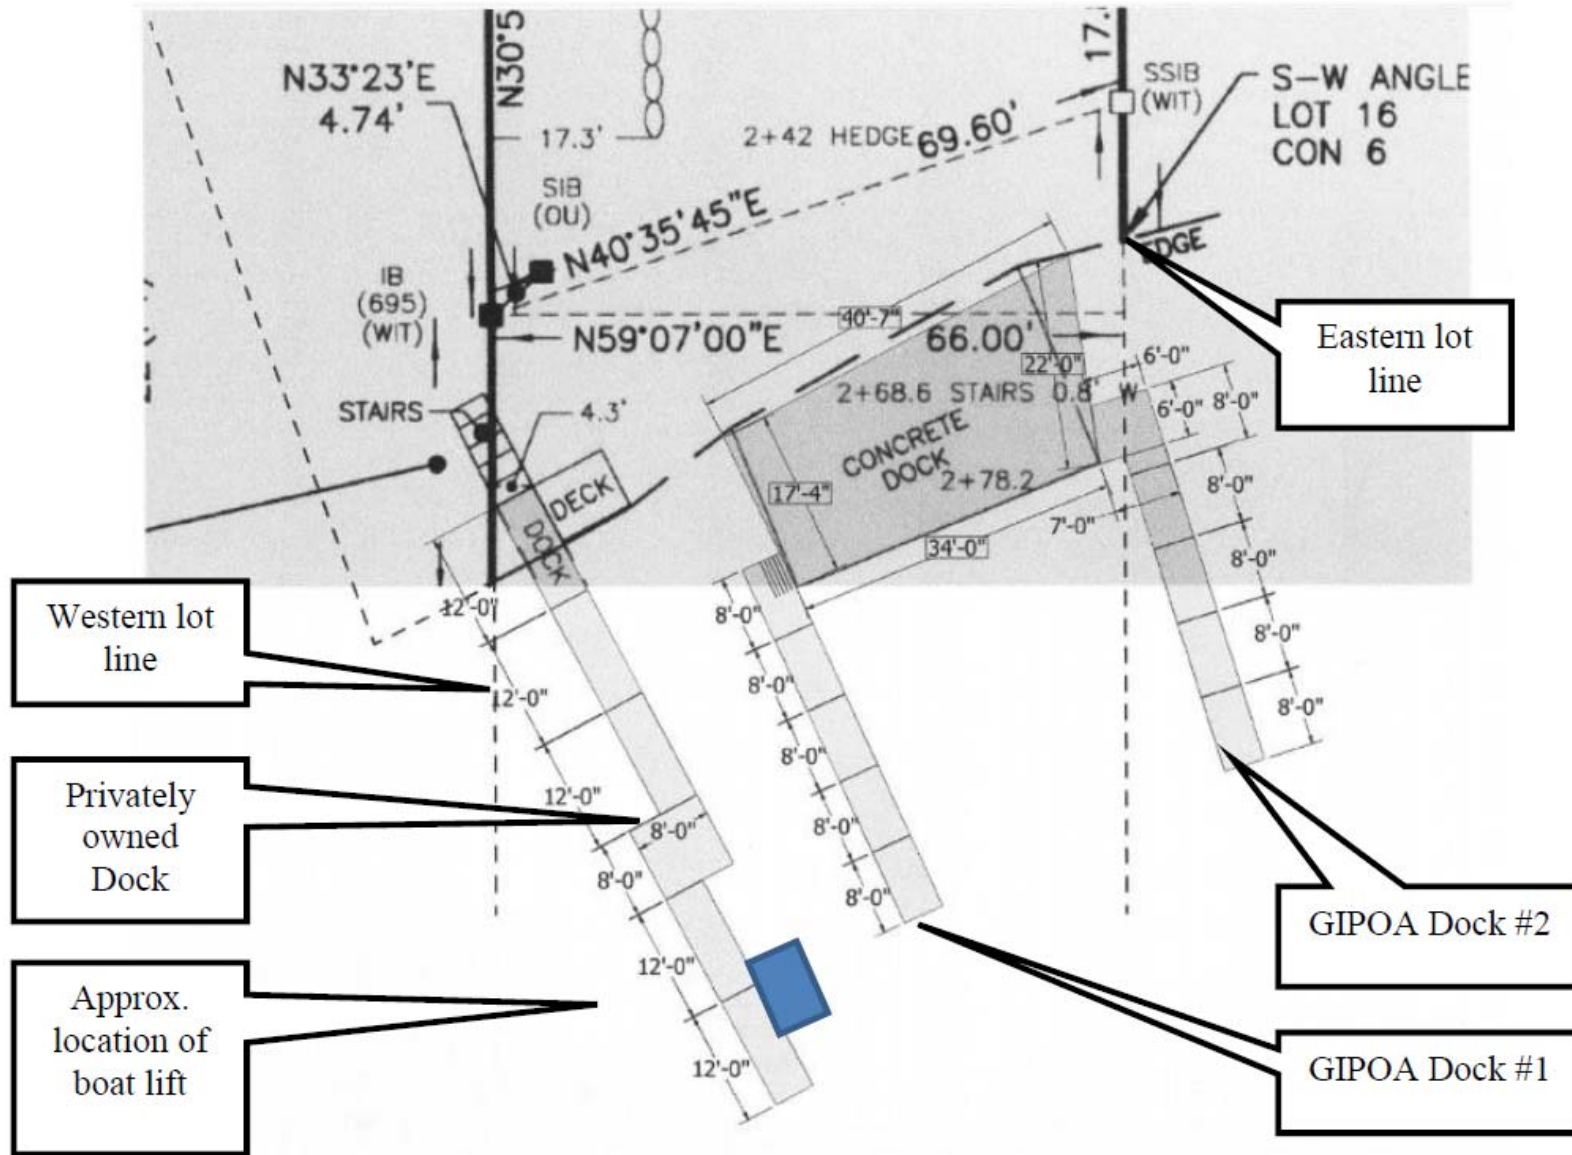 N33°23'E
4.74'
N30°5
17.3'
2+42 HEDGE
69.60'
17.
SSIB
(WIT)
S-W ANGLE
LOT 16
CON 6
SIB
(OU)
N40°35'45"E
IB
(695)
(WIT)
EDGE
N59°07'00"E
40'-7"
66.00'
22'-0"
Eastern lot
line
STAIRS
4.3'
2+68.6 STAIRS 0.8' W
6'-0"
6'-0"
8'-0"
CONCRETE
DOCK
2+78.2
17'-4"
DECK
DOCK
34'-0"
7'-0"
8'-0"
8'-0"
8'-0"
8'-0"
Western lot
line
12'-0"
12'-0"
12'-0"
8'-0"
8'-0"
12'-0"
12'-0"
8'-0"
8'-0"
8'-0"
8'-0"
8'-0"
Privately
owned
Dock
Approx.
location of
boat lift
GIPOA Dock #2
GIPOA Dock #1